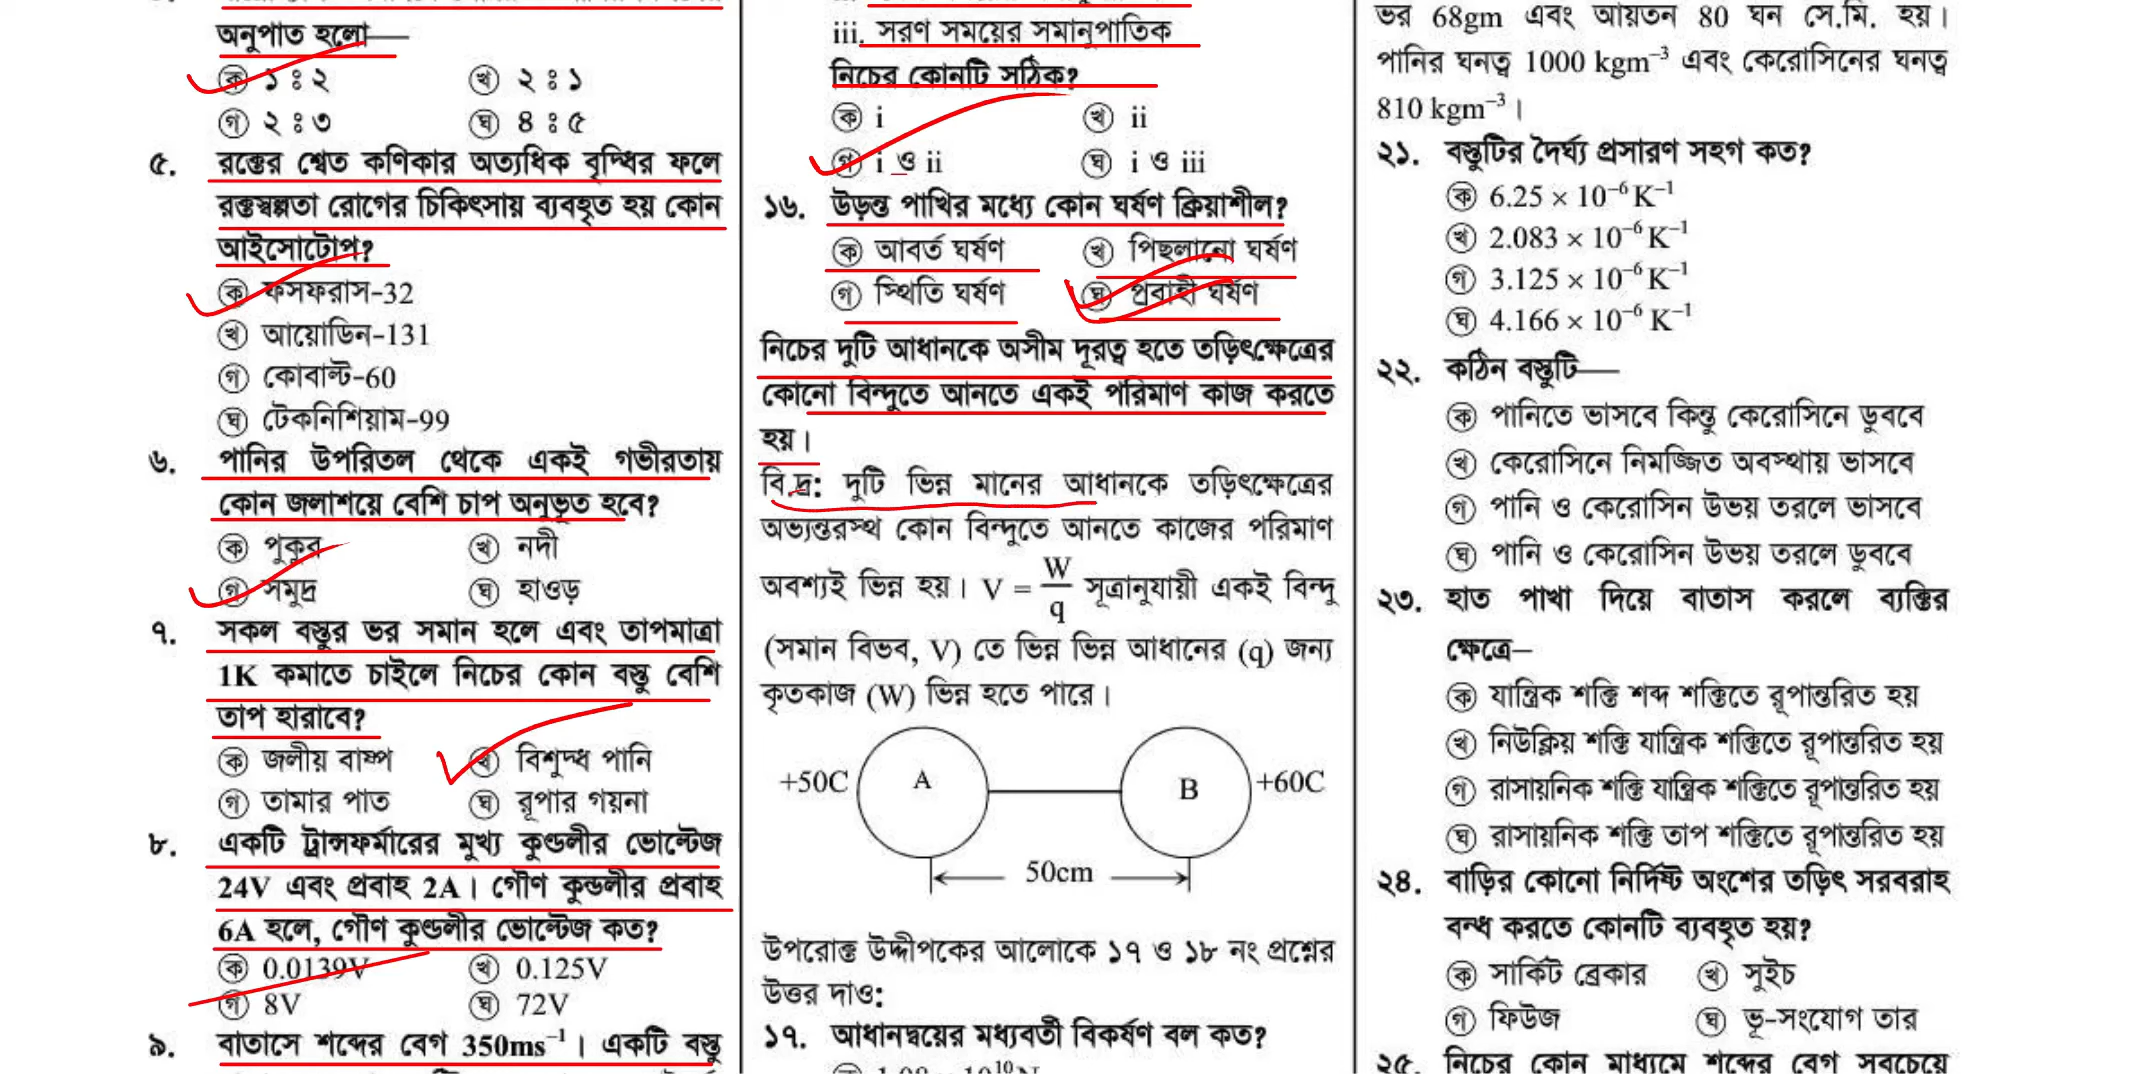 অনুপাত হলো—
ক ১ ঃ ২ খ ২ ঃ ১
গ ২ ঃ ৩ ঘ ৪ ঃ ৫
৫. রক্তের শ্বেত কণিকার অত্যধিক বৃদ্ধির ফলে
রক্তস্বল্পতা রোগের চিকিৎসায় ব্যবহৃত হয় কোন
আইসোটোপ?
ক ফসফরাস-32
খ আয়োডিন-131
গ কোবাল্ট-60
ঘ টেকনিশিয়াম-99
৬. পানির উপরিতল থেকে একই গভীরতায়
কোন জলাশয়ে বেশি চাপ অনুভূত হবে?
ক পুকুর খ নদী
গ সমুদ্র ঘ হাওড়
৭. সকল বস্তুর ভর সমান হলে এবং তাপমাত্রা
1K কমাতে চাইলে নিচের কোন বস্তু বেশি
তাপ হারাবে?
ক জলীয় বাষ্প খ বিশুদ্ধ পানি
গ তামার পাত ঘ রূপার গয়না
৮. একটি ট্রান্সফর্মারের মুখ্য কুণ্ডলীর ভোল্টেজ
24V এবং প্রবাহ 2A। গৌণ কুন্ডলীর প্রবাহ
6A হলে, গৌণ কুণ্ডলীর ভোল্টেজ কত?
ক 0.0139V খ 0.125V
গ 8V ঘ 72V
৯. বাতাসে শব্দের বেগ 350ms⁻¹। একটি বস্তু
iii. সরণ সময়ের সমানুপাতিক
নিচের কোনটি সঠিক?
ক i খ ii
গ i ও ii ঘ i ও iii
১৬. উড়ন্ত পাখির মধ্যে কোন ঘর্ষণ ক্রিয়াশীল?
ক আবর্ত ঘর্ষণ খ পিছলানো ঘর্ষণ
গ স্থিতি ঘর্ষণ ঘ প্রবাহী ঘর্ষণ
নিচের দুটি আধানকে অসীম দূরত্ব হতে তড়িৎক্ষেত্রের
কোনো বিন্দুতে আনতে একই পরিমাণ কাজ করতে
হয়।
বি.দ্র: দুটি ভিন্ন মানের আধানকে তড়িৎক্ষেত্রের
অভ্যন্তরস্থ কোন বিন্দুতে আনতে কাজের পরিমাণ
অবশ্যই ভিন্ন হয়। V = W/q সূত্রানুযায়ী একই বিন্দু
(সমান বিভব, V) তে ভিন্ন ভিন্ন আধানের (q) জন্য
কৃতকাজ (W) ভিন্ন হতে পারে।
+50C A B +60C
50cm
উপরোক্ত উদ্দীপকের আলোকে ১৭ ও ১৮ নং প্রশ্নের
উত্তর দাও:
১৭. আধানদ্বয়ের মধ্যবর্তী বিকর্ষণ বল কত?
ভর 68gm এবং আয়তন 80 ঘন সে.মি. হয়।
পানির ঘনত্ব 1000 kgm⁻³ এবং কেরোসিনের ঘনত্ব
810 kgm⁻³।
২১. বস্তুটির দৈর্ঘ্য প্রসারণ সহগ কত?
ক 6.25 × 10⁻⁶ K⁻¹
খ 2.083 × 10⁻⁶ K⁻¹
গ 3.125 × 10⁻⁶ K⁻¹
ঘ 4.166 × 10⁻⁶ K⁻¹
২২. কঠিন বস্তুটি—
ক পানিতে ভাসবে কিন্তু কেরোসিনে ডুববে
খ কেরোসিনে নিমজ্জিত অবস্থায় ভাসবে
গ পানি ও কেরোসিন উভয় তরলে ভাসবে
ঘ পানি ও কেরোসিন উভয় তরলে ডুববে
২৩. হাত পাখা দিয়ে বাতাস করলে ব্যক্তির
ক্ষেত্রে–
ক যান্ত্রিক শক্তি শব্দ শক্তিতে রূপান্তরিত হয়
খ নিউক্লিয় শক্তি যান্ত্রিক শক্তিতে রূপান্তরিত হয়
গ রাসায়নিক শক্তি যান্ত্রিক শক্তিতে রূপান্তরিত হয়
ঘ রাসায়নিক শক্তি তাপ শক্তিতে রূপান্তরিত হয়
২৪. বাড়ির কোনো নির্দিষ্ট অংশের তড়িৎ সরবরাহ
বন্ধ করতে কোনটি ব্যবহৃত হয়?
ক সার্কিট ব্রেকার খ সুইচ
গ ফিউজ ঘ ভূ-সংযোগ তার
২৫. নিচের কোন মাধ্যমে শব্দের বেগ সবচেয়ে